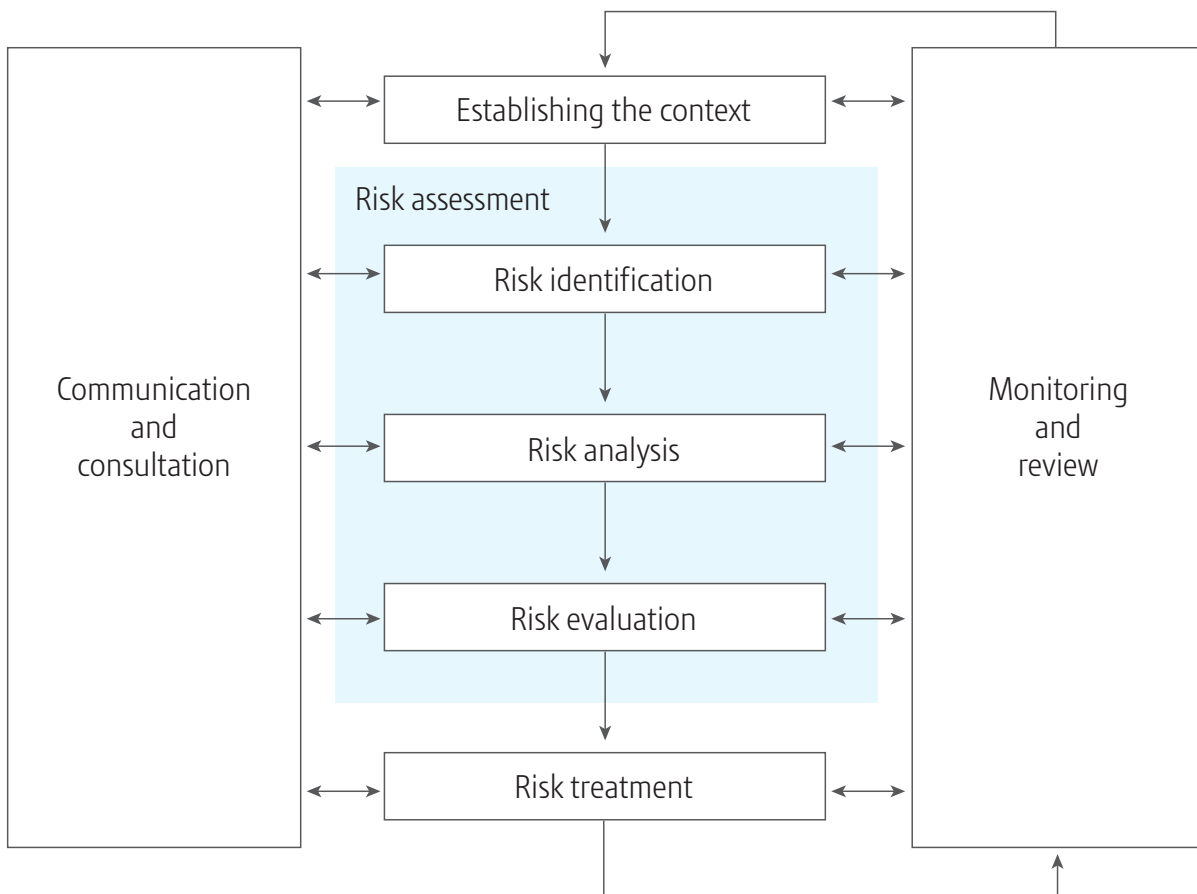 Establishing the context
Risk assessment
Risk identification
Communication
and
consultation
Risk analysis
Monitoring
and
review
Risk evaluation
Risk treatment